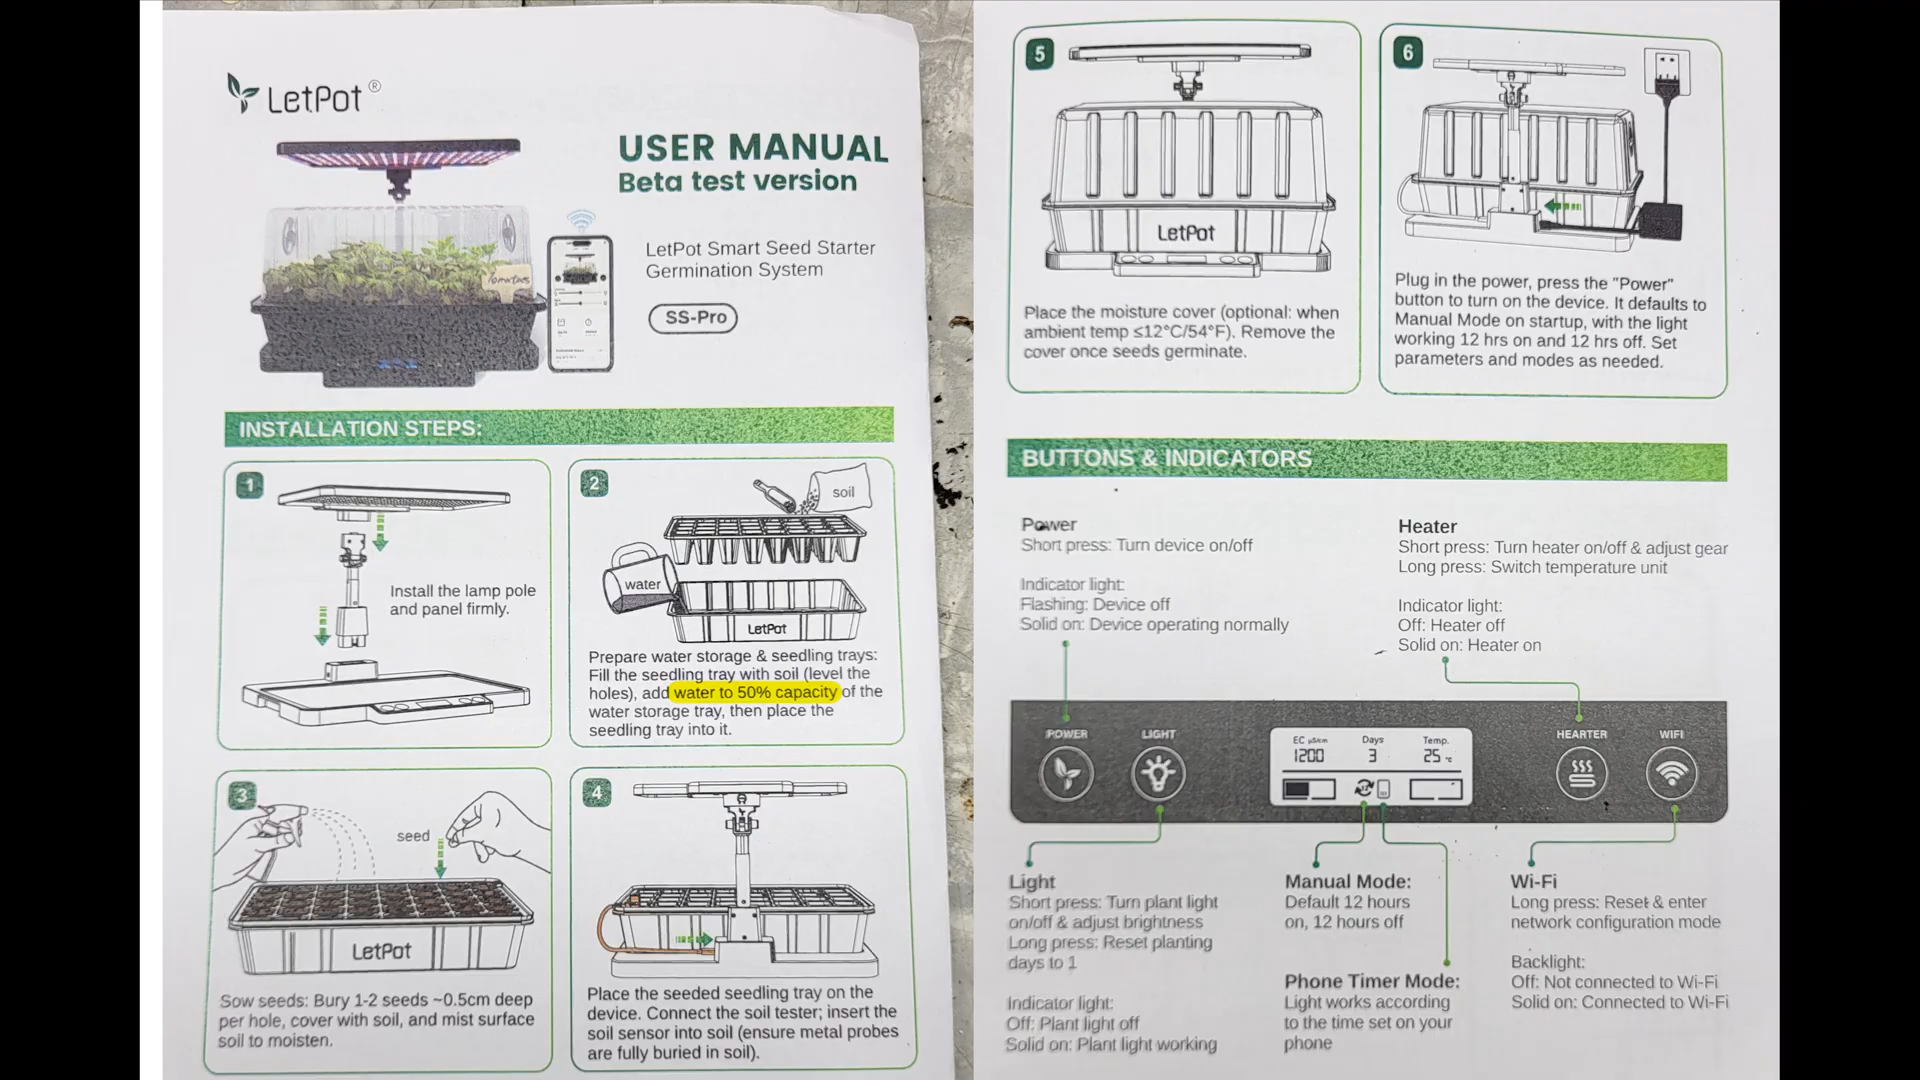 LetPot ®
USER MANUAL
Beta test version
LetPot Smart Seed Starter
Germination System
SS-Pro
Tomatoes
INSTALLATION STEPS:
1
Install the lamp pole
and panel firmly.
2
soil
water
LetPot
Prepare water storage & seedling trays:
Fill the seedling tray with soil (level the
holes), add water to 50% capacity of the
water storage tray, then place the
seedling tray into it.
3
seed
LetPot
Sow seeds: Bury 1-2 seeds ~0.5cm deep
per hole, cover with soil, and mist surface
soil to moisten.
4
Place the seeded seedling tray on the
device. Connect the soil tester; insert the
soil sensor into soil (ensure metal probes
are fully buried in soil).
5
LetPot
Place the moisture cover (optional: when
ambient temp ≤12°C/54°F). Remove the
cover once seeds germinate.
6
Plug in the power, press the "Power"
button to turn on the device. It defaults to
Manual Mode on startup, with the light
working 12 hrs on and 12 hrs off. Set
parameters and modes as needed.
BUTTONS & INDICATORS
Power
Short press: Turn device on/off
Indicator light:
Flashing: Device off
Solid on: Device operating normally
Heater
Short press: Turn heater on/off & adjust gear
Long press: Switch temperature unit
Indicator light:
Off: Heater off
Solid on: Heater on
POWER
LIGHT
EC μS/cm Days Temp.
1200 3 25 °C
HEARTER
WIFI
Light
Short press: Turn plant light
on/off & adjust brightness
Long press: Reset planting
days to 1
Indicator light:
Off: Plant light off
Solid on: Plant light working
Manual Mode:
Default 12 hours
on, 12 hours off
Phone Timer Mode:
Light works according
to the time set on your
phone
Wi-Fi
Long press: Reset & enter
network configuration mode
Backlight:
Off: Not connected to Wi-Fi
Solid on: Connected to Wi-Fi